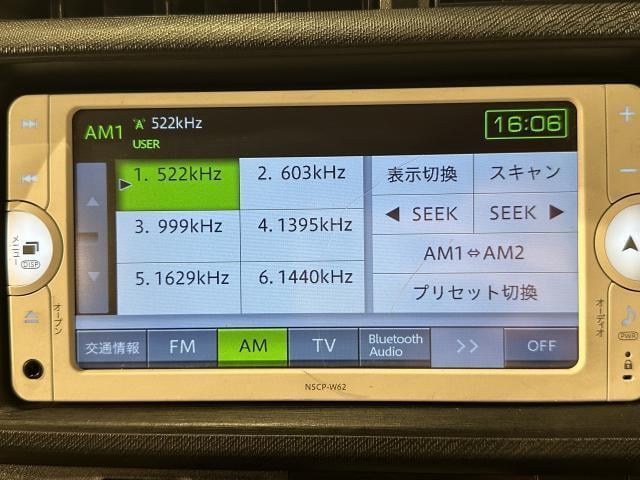 AM1 A 522kHz
USER
16:06
1. 522kHz 2. 603kHz
3. 999kHz 4. 1395kHz
5. 1629kHz 6. 1440kHz
表示切換 スキャン
◀ SEEK SEEK ▶
AM1⇔AM2
プリセット切換
交通情報 FM AM TV Bluetooth Audio >> OFF
メニュー
DISP
オープン
オーディオ
PWR
NSCP-W62